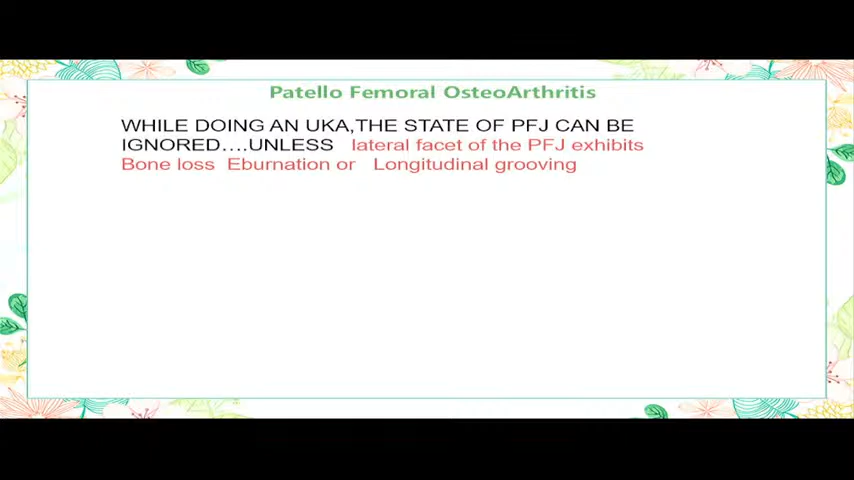 Patello Femoral OsteoArthritis
WHILE DOING AN UKA,THE STATE OF PFJ CAN BE
IGNORED....UNLESS lateral facet of the PFJ exhibits
Bone loss Eburnation or Longitudinal grooving